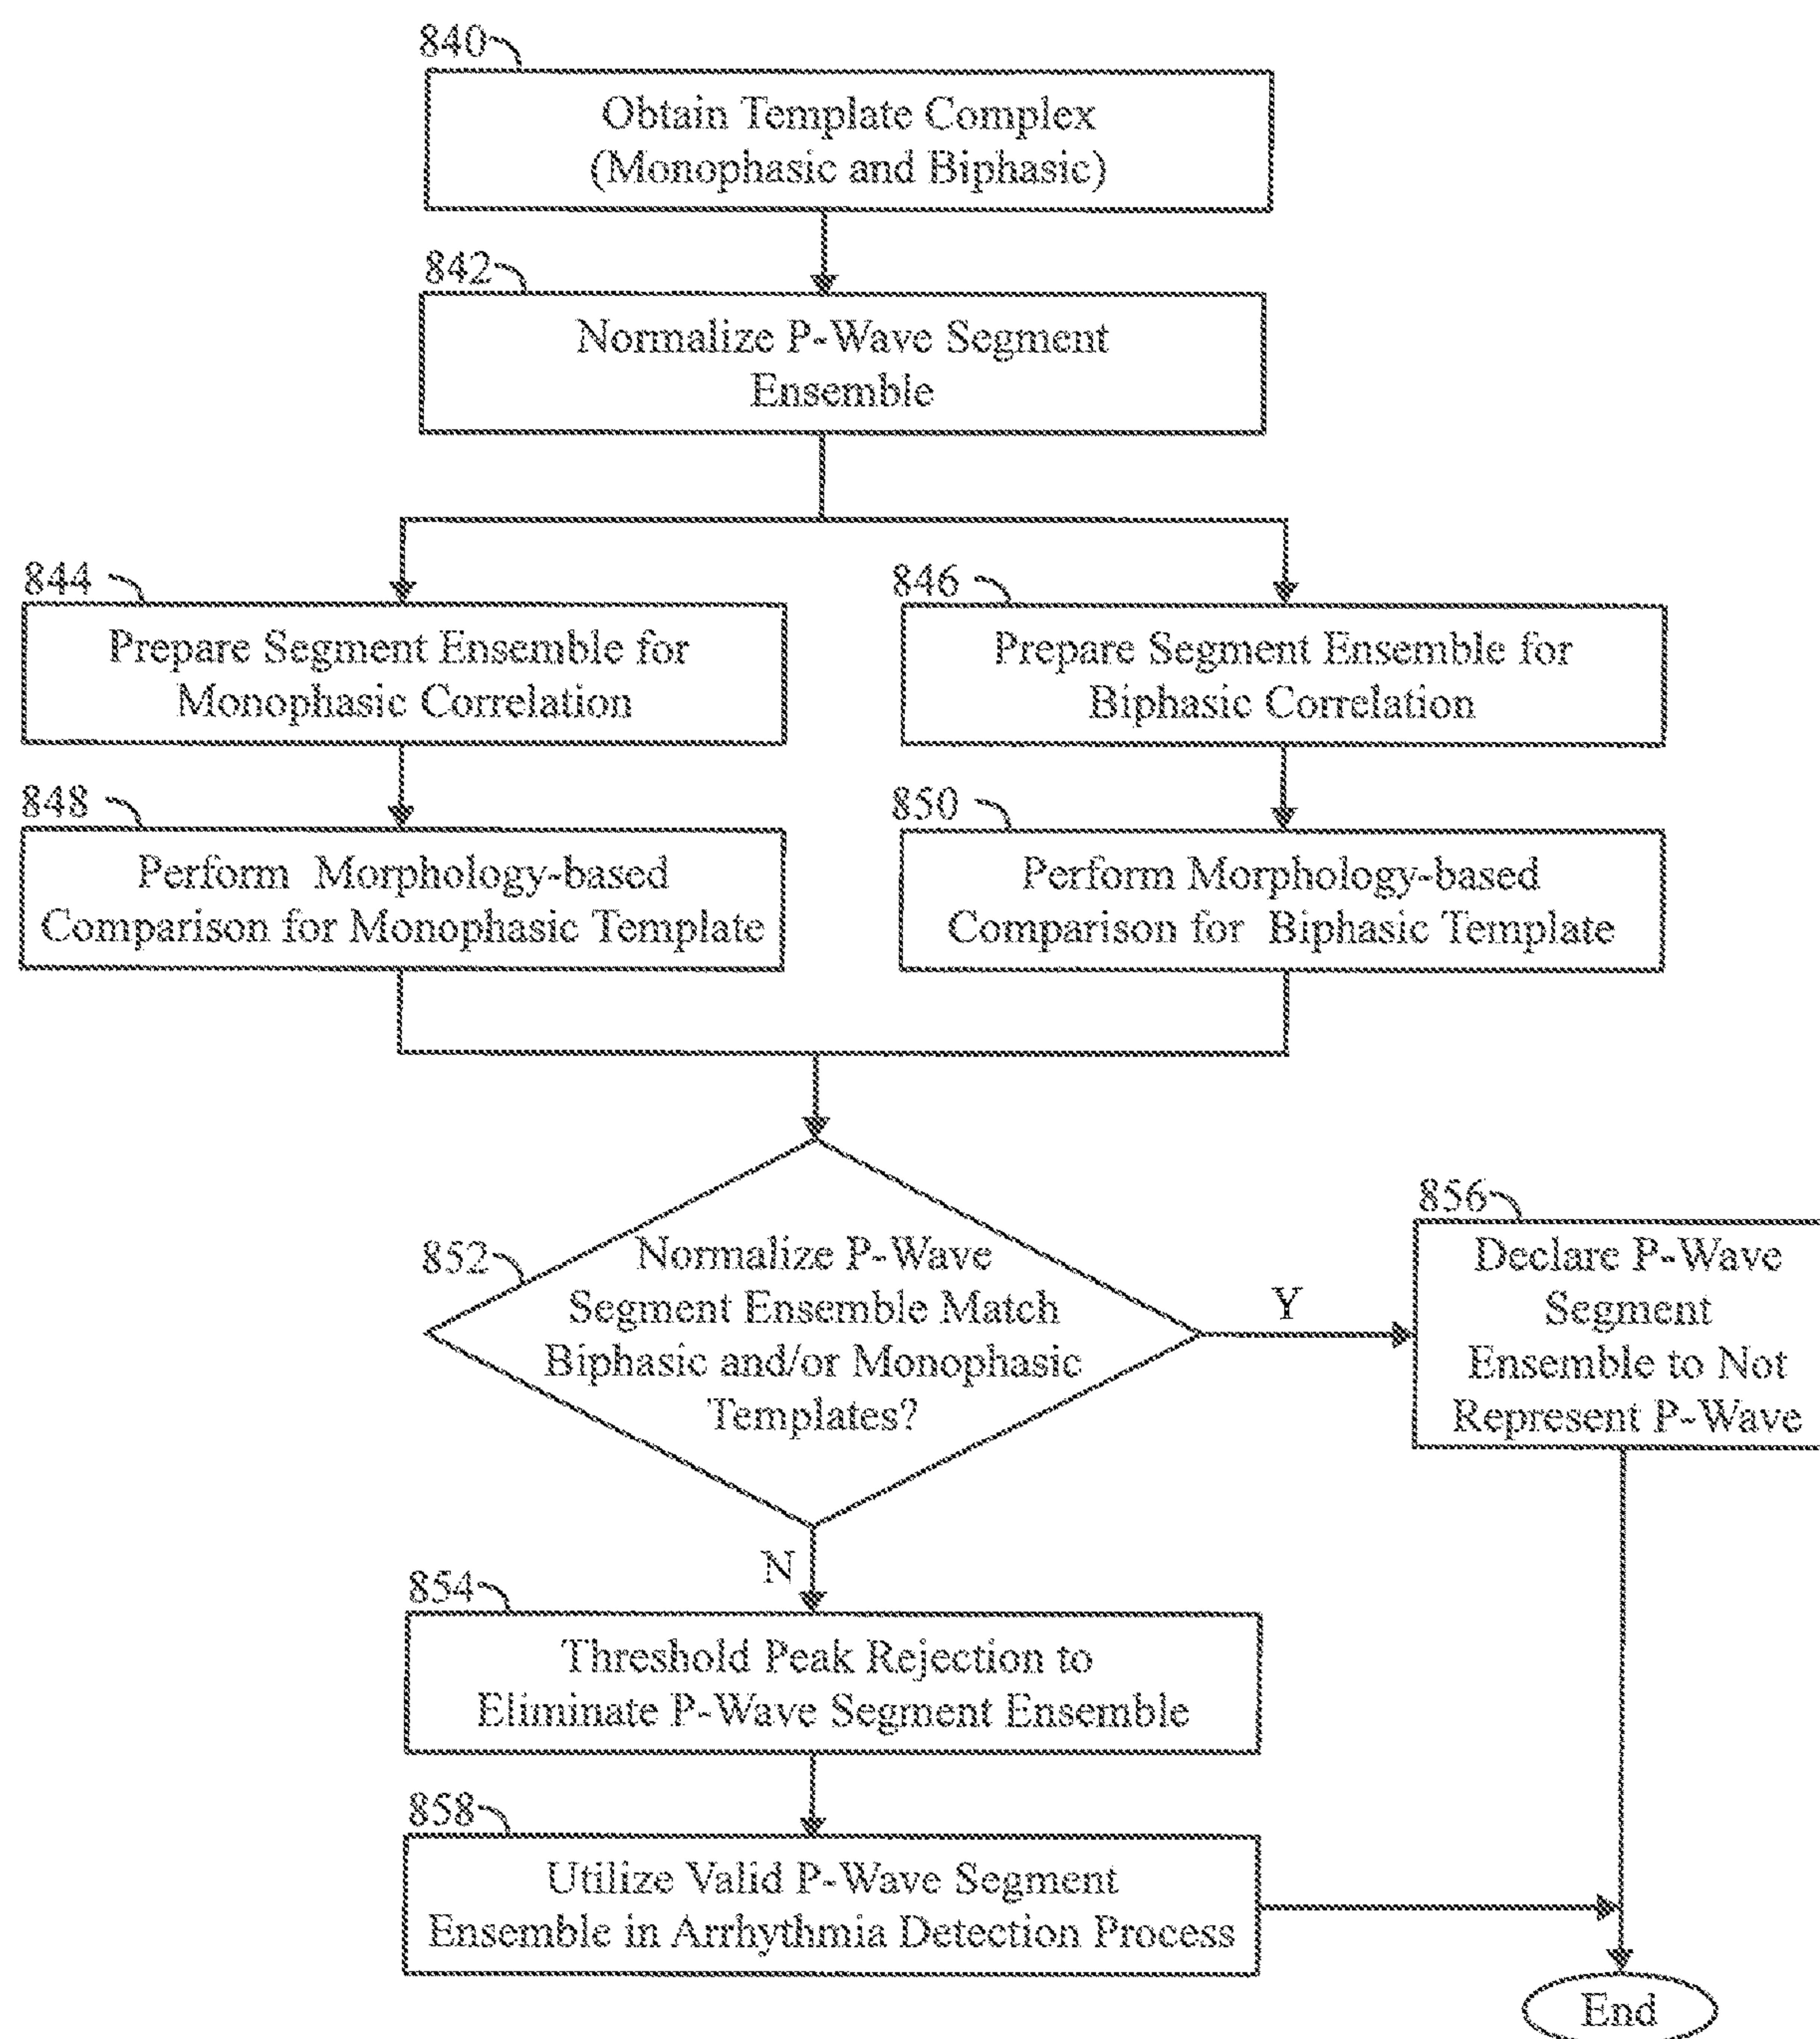 840
Obtain Template Complex
(Monophasic and Biphasic)
842
Normalize P-Wave Segment
Ensemble
844
Prepare Segment Ensemble for
Monophasic Correlation
846
Prepare Segment Ensemble for
Biphasic Correlation
848
Perform Morphology-based
Comparison for Monophasic Template
850
Perform Morphology-based
Comparison for Biphasic Template
852
Normalize P-Wave
Segment Ensemble Match
Biphasic and/or Monophasic
Templates?
Y
856
Declare P-Wave
Segment
Ensemble to Not
Represent P-Wave
N
854
Threshold Peak Rejection to
Eliminate P-Wave Segment Ensemble
858
Utilize Valid P-Wave Segment
Ensemble in Arrhythmia Detection Process
End